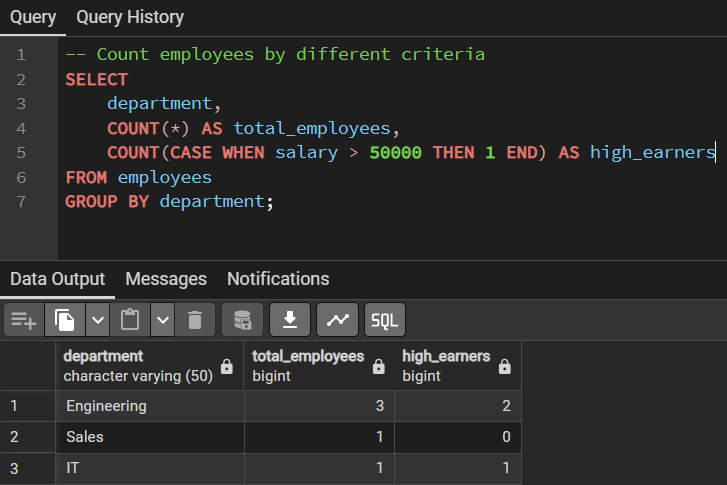 Query Query History
1 -- Count employees by different criteria
2 SELECT
3 department,
4 COUNT(*) AS total_employees,
5 COUNT(CASE WHEN salary > 50000 THEN 1 END) AS high_earners
6 FROM employees
7 GROUP BY department;
Data Output Messages Notifications
SQL
department total_employees high_earners
character varying (50) bigint bigint
1 Engineering 3 2
2 Sales 1 0
3 IT 1 1